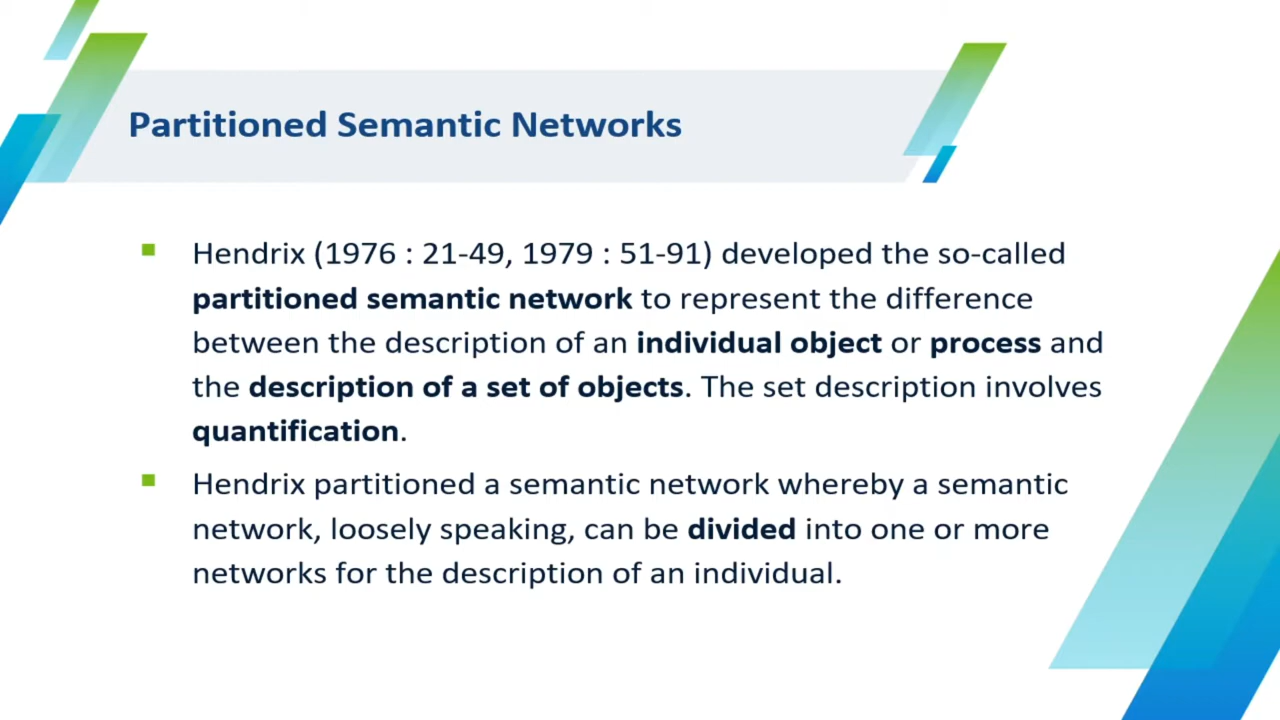 Partitioned Semantic Networks
Hendrix (1976 : 21-49, 1979 : 51-91) developed the so-called
partitioned semantic network to represent the difference
between the description of an individual object or process and
the description of a set of objects. The set description involves
quantification.
Hendrix partitioned a semantic network whereby a semantic
network, loosely speaking, can be divided into one or more
networks for the description of an individual.